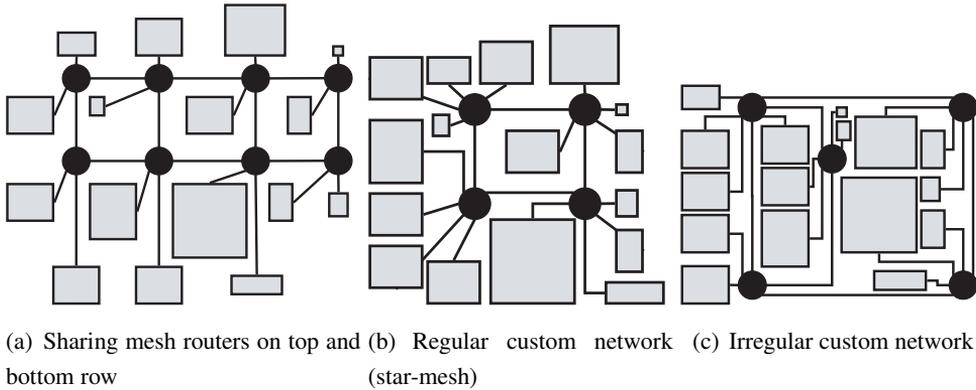 (a) Sharing mesh routers on top and
bottom row
(b) Regular custom network
(star-mesh)
(c) Irregular custom network